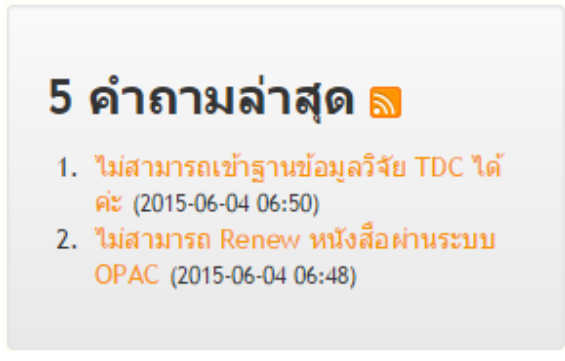 5 คำถามล่าสุด
1. ไม่สามารถเข้าฐานข้อมูลวิจัย TDC ได้
ค่ะ (2015-06-04 06:50)
2. ไม่สามารถ Renew หนังสือผ่านระบบ
OPAC (2015-06-04 06:48)